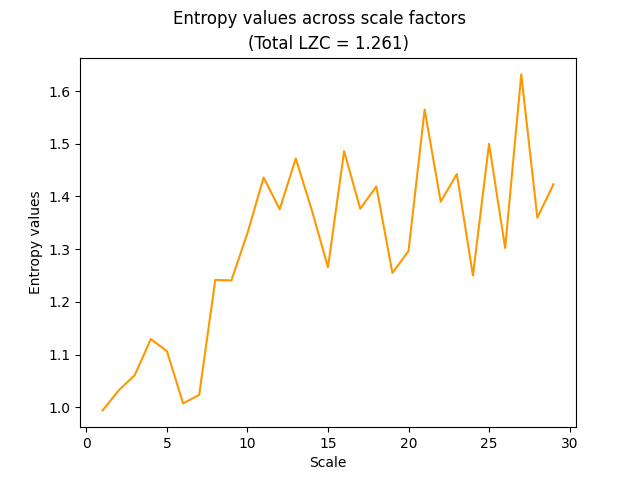 Entropy values across scale factors
(Total LZC = 1.261)
1.6
1.5
1.4
1.3
1.2
1.1
1.0
Entropy values
0 5 10 15 20 25 30
Scale